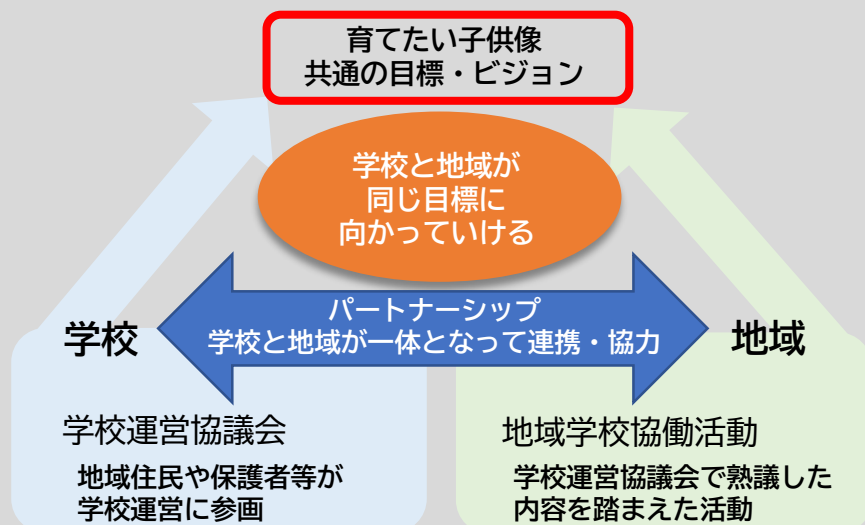 育てたい子供像
共通の目標・ビジョン
学校と地域が
同じ目標に
向かっていける
パートナーシップ
学校と地域が一体となって連携・協力
学校
地域
学校運営協議会
地域住民や保護者等が
学校運営に参画
地域学校協働活動
学校運営協議会で熟議した
内容を踏まえた活動